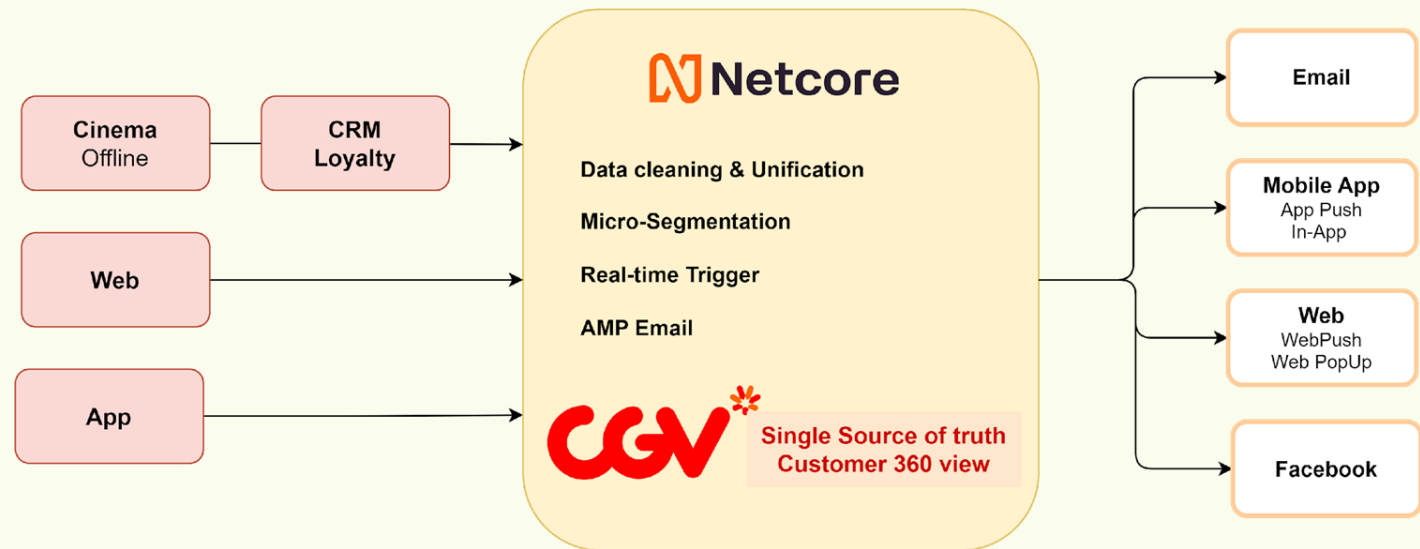 Cinema
Offline
CRM
Loyalty
Web
App
Netcore
Data cleaning & Unification
Micro-Segmentation
Real-time Trigger
AMP Email
CGV
Single Source of truth
Customer 360 view
Email
Mobile App
App Push
In-App
Web
WebPush
Web PopUp
Facebook